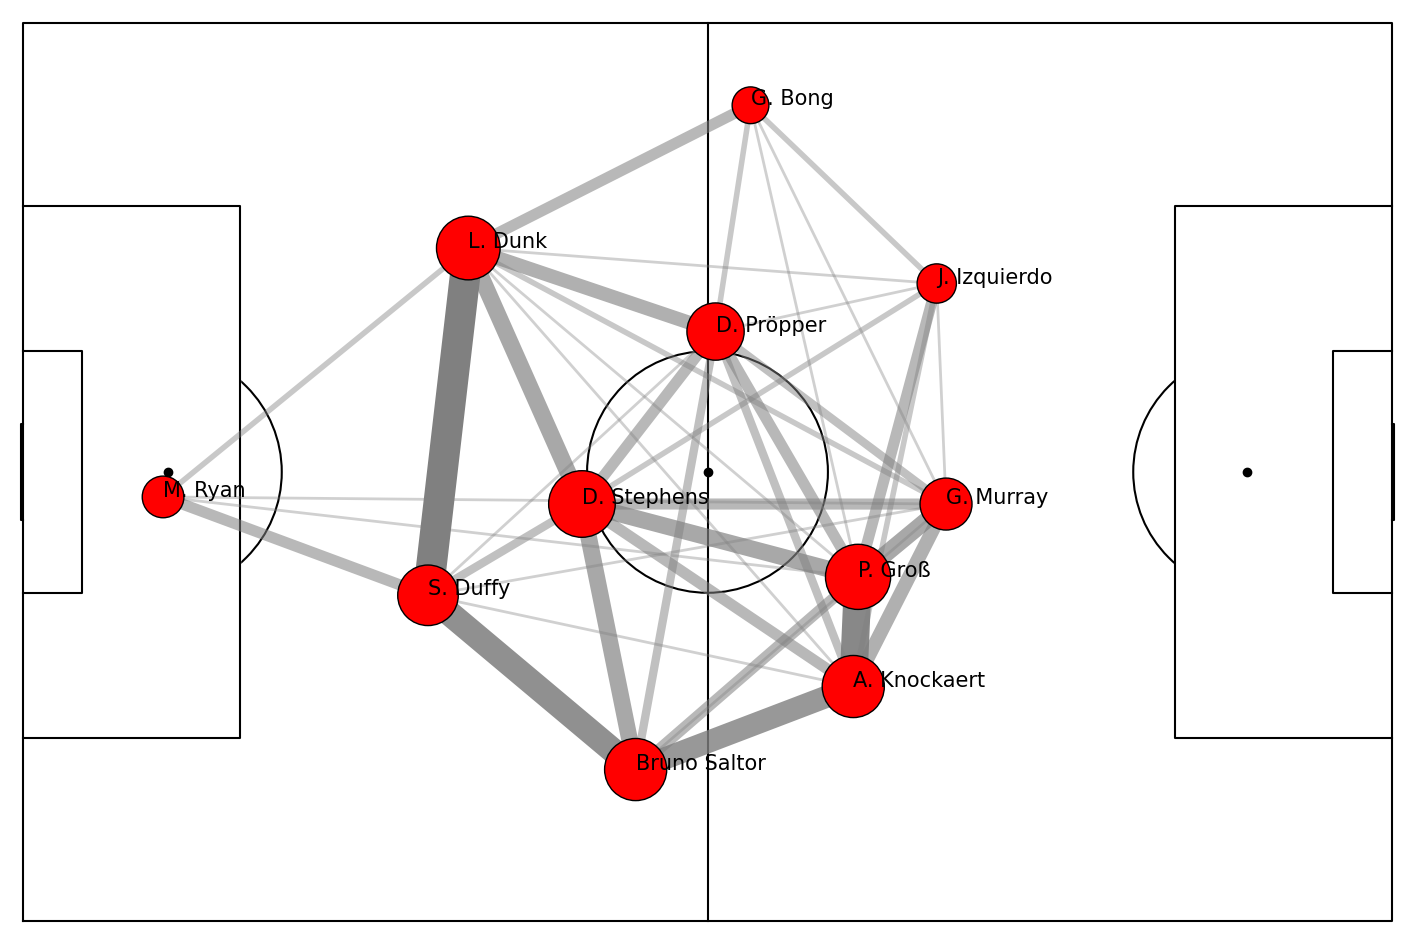 G. Bong
L. Dunk
J. Izquierdo
D. Pröpper
M. Ryan
D. Stephens
G. Murray
P. Groß
S. Duffy
A. Knockaert
Bruno Saltor